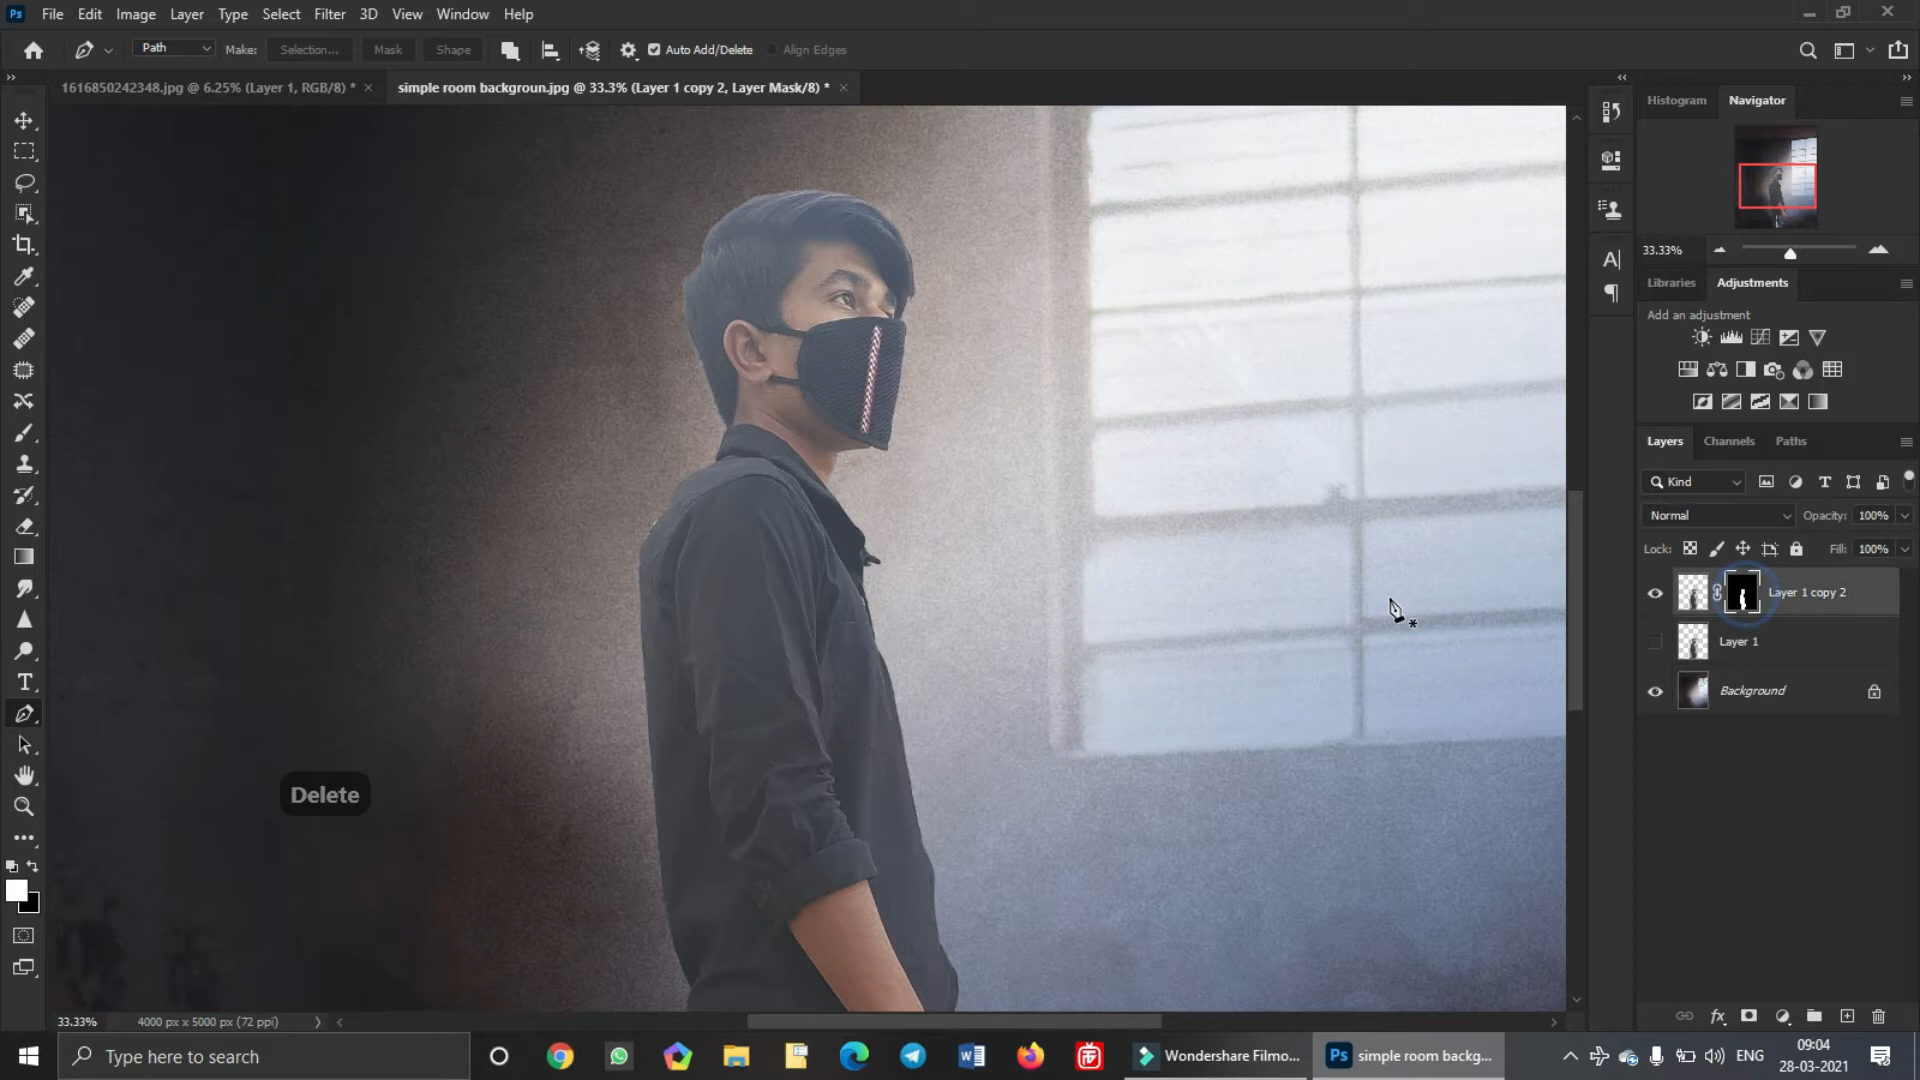 Ps File Edit Image Layer Type Select Filter 3D View Window Help
Path Make: Selection... Mask Shape Auto Add/Delete Align Edges
1616850242348.jpg @ 6.25% (Layer 1, RGB/8) * × simple room backgroun.jpg @ 33.3% (Layer 1 copy 2, Layer Mask/8) * ×
Histogram Navigator
33.33%
Libraries Adjustments
Add an adjustment
Layers Channels Paths
Kind
Normal Opacity: 100%
Lock: Fill: 100%
Layer 1 copy 2
Layer 1
Background
Delete
33.33% 4000 px x 5000 px (72 ppi)
Type here to search
Wondershare Filmo...
Ps simple room backg...
ENG
09:04
28-03-2021